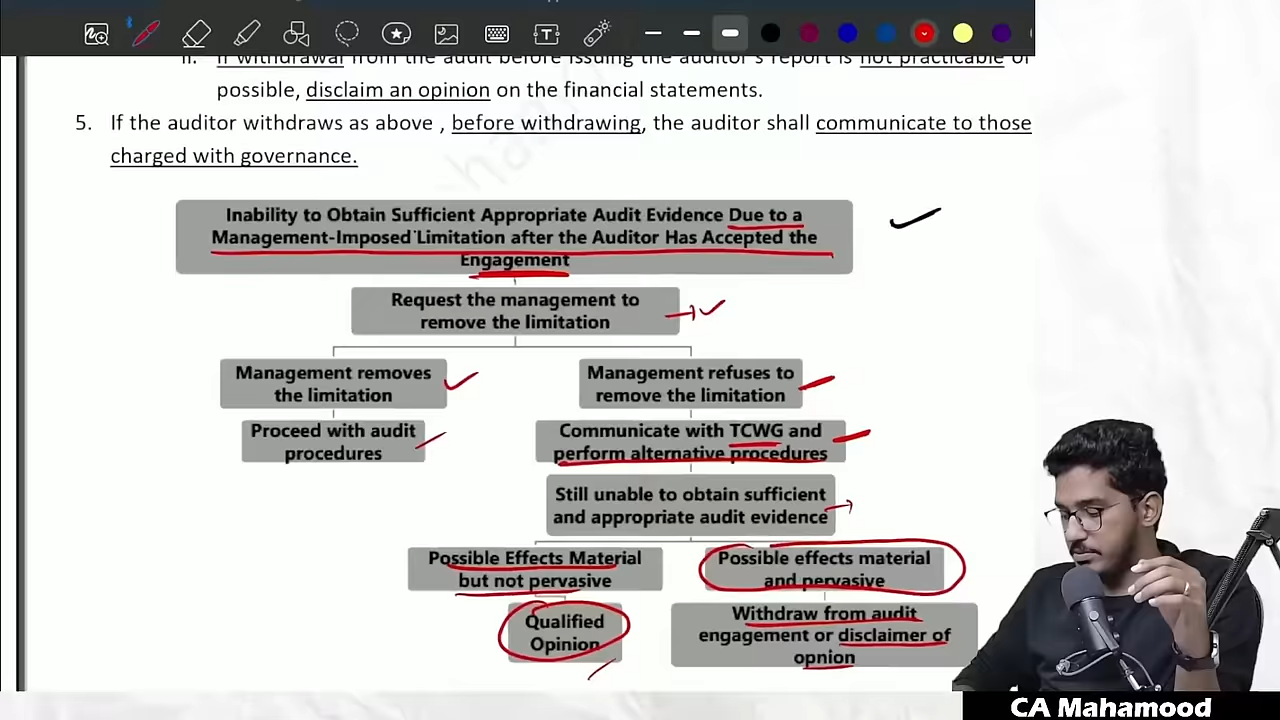 ii. If withdrawal from the audit before issuing the auditor's report is not practicable or
possible, disclaim an opinion on the financial statements.
5. If the auditor withdraws as above , before withdrawing, the auditor shall communicate to those
charged with governance.
Inability to Obtain Sufficient Appropriate Audit Evidence Due to a
Management-Imposed Limitation after the Auditor Has Accepted the
Engagement
Request the management to
remove the limitation
Management removes
the limitation
Management refuses to
remove the limitation
Proceed with audit
procedures
Communicate with TCWG and
perform alternative procedures
Still unable to obtain sufficient
and appropriate audit evidence
Possible Effects Material
but not pervasive
Possible effects material
and pervasive
Qualified
Opinion
Withdraw from audit
engagement or disclaimer of
opnion
CA Mahamood